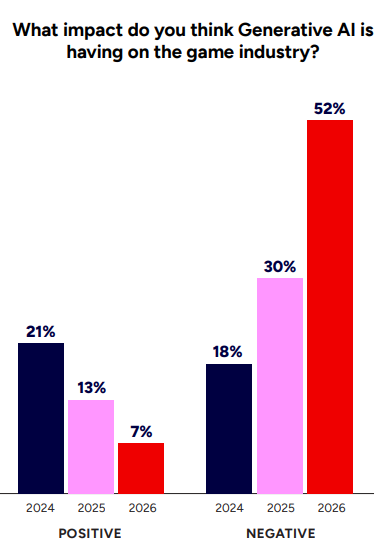 What impact do you think Generative AI is
having on the game industry?
52%
30%
21%
18%
13%
7%
2024 2025 2026 2024 2025 2026
POSITIVE NEGATIVE